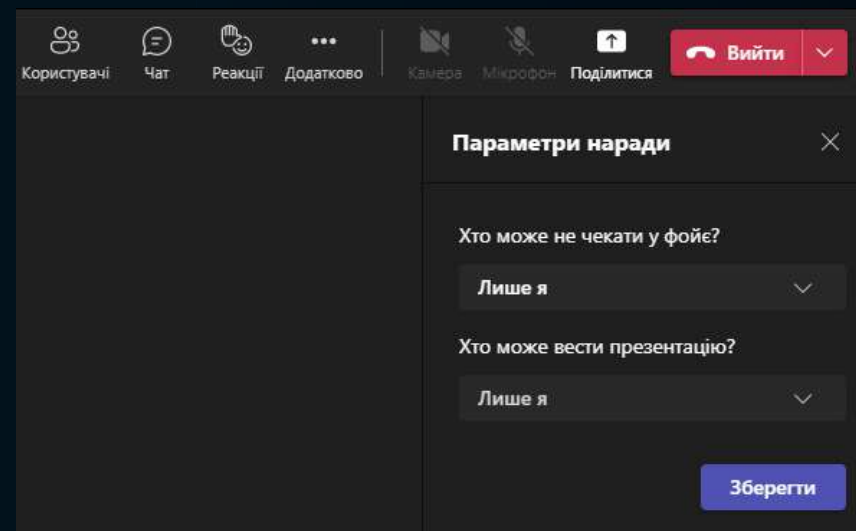 Користувачі Чат Реакції Додатково Камера Мікрофон Поділитися Вийти
Параметри наради
Хто може не чекати у фойє?
Лише я
Хто може вести презентацію?
Лише я
Зберегти